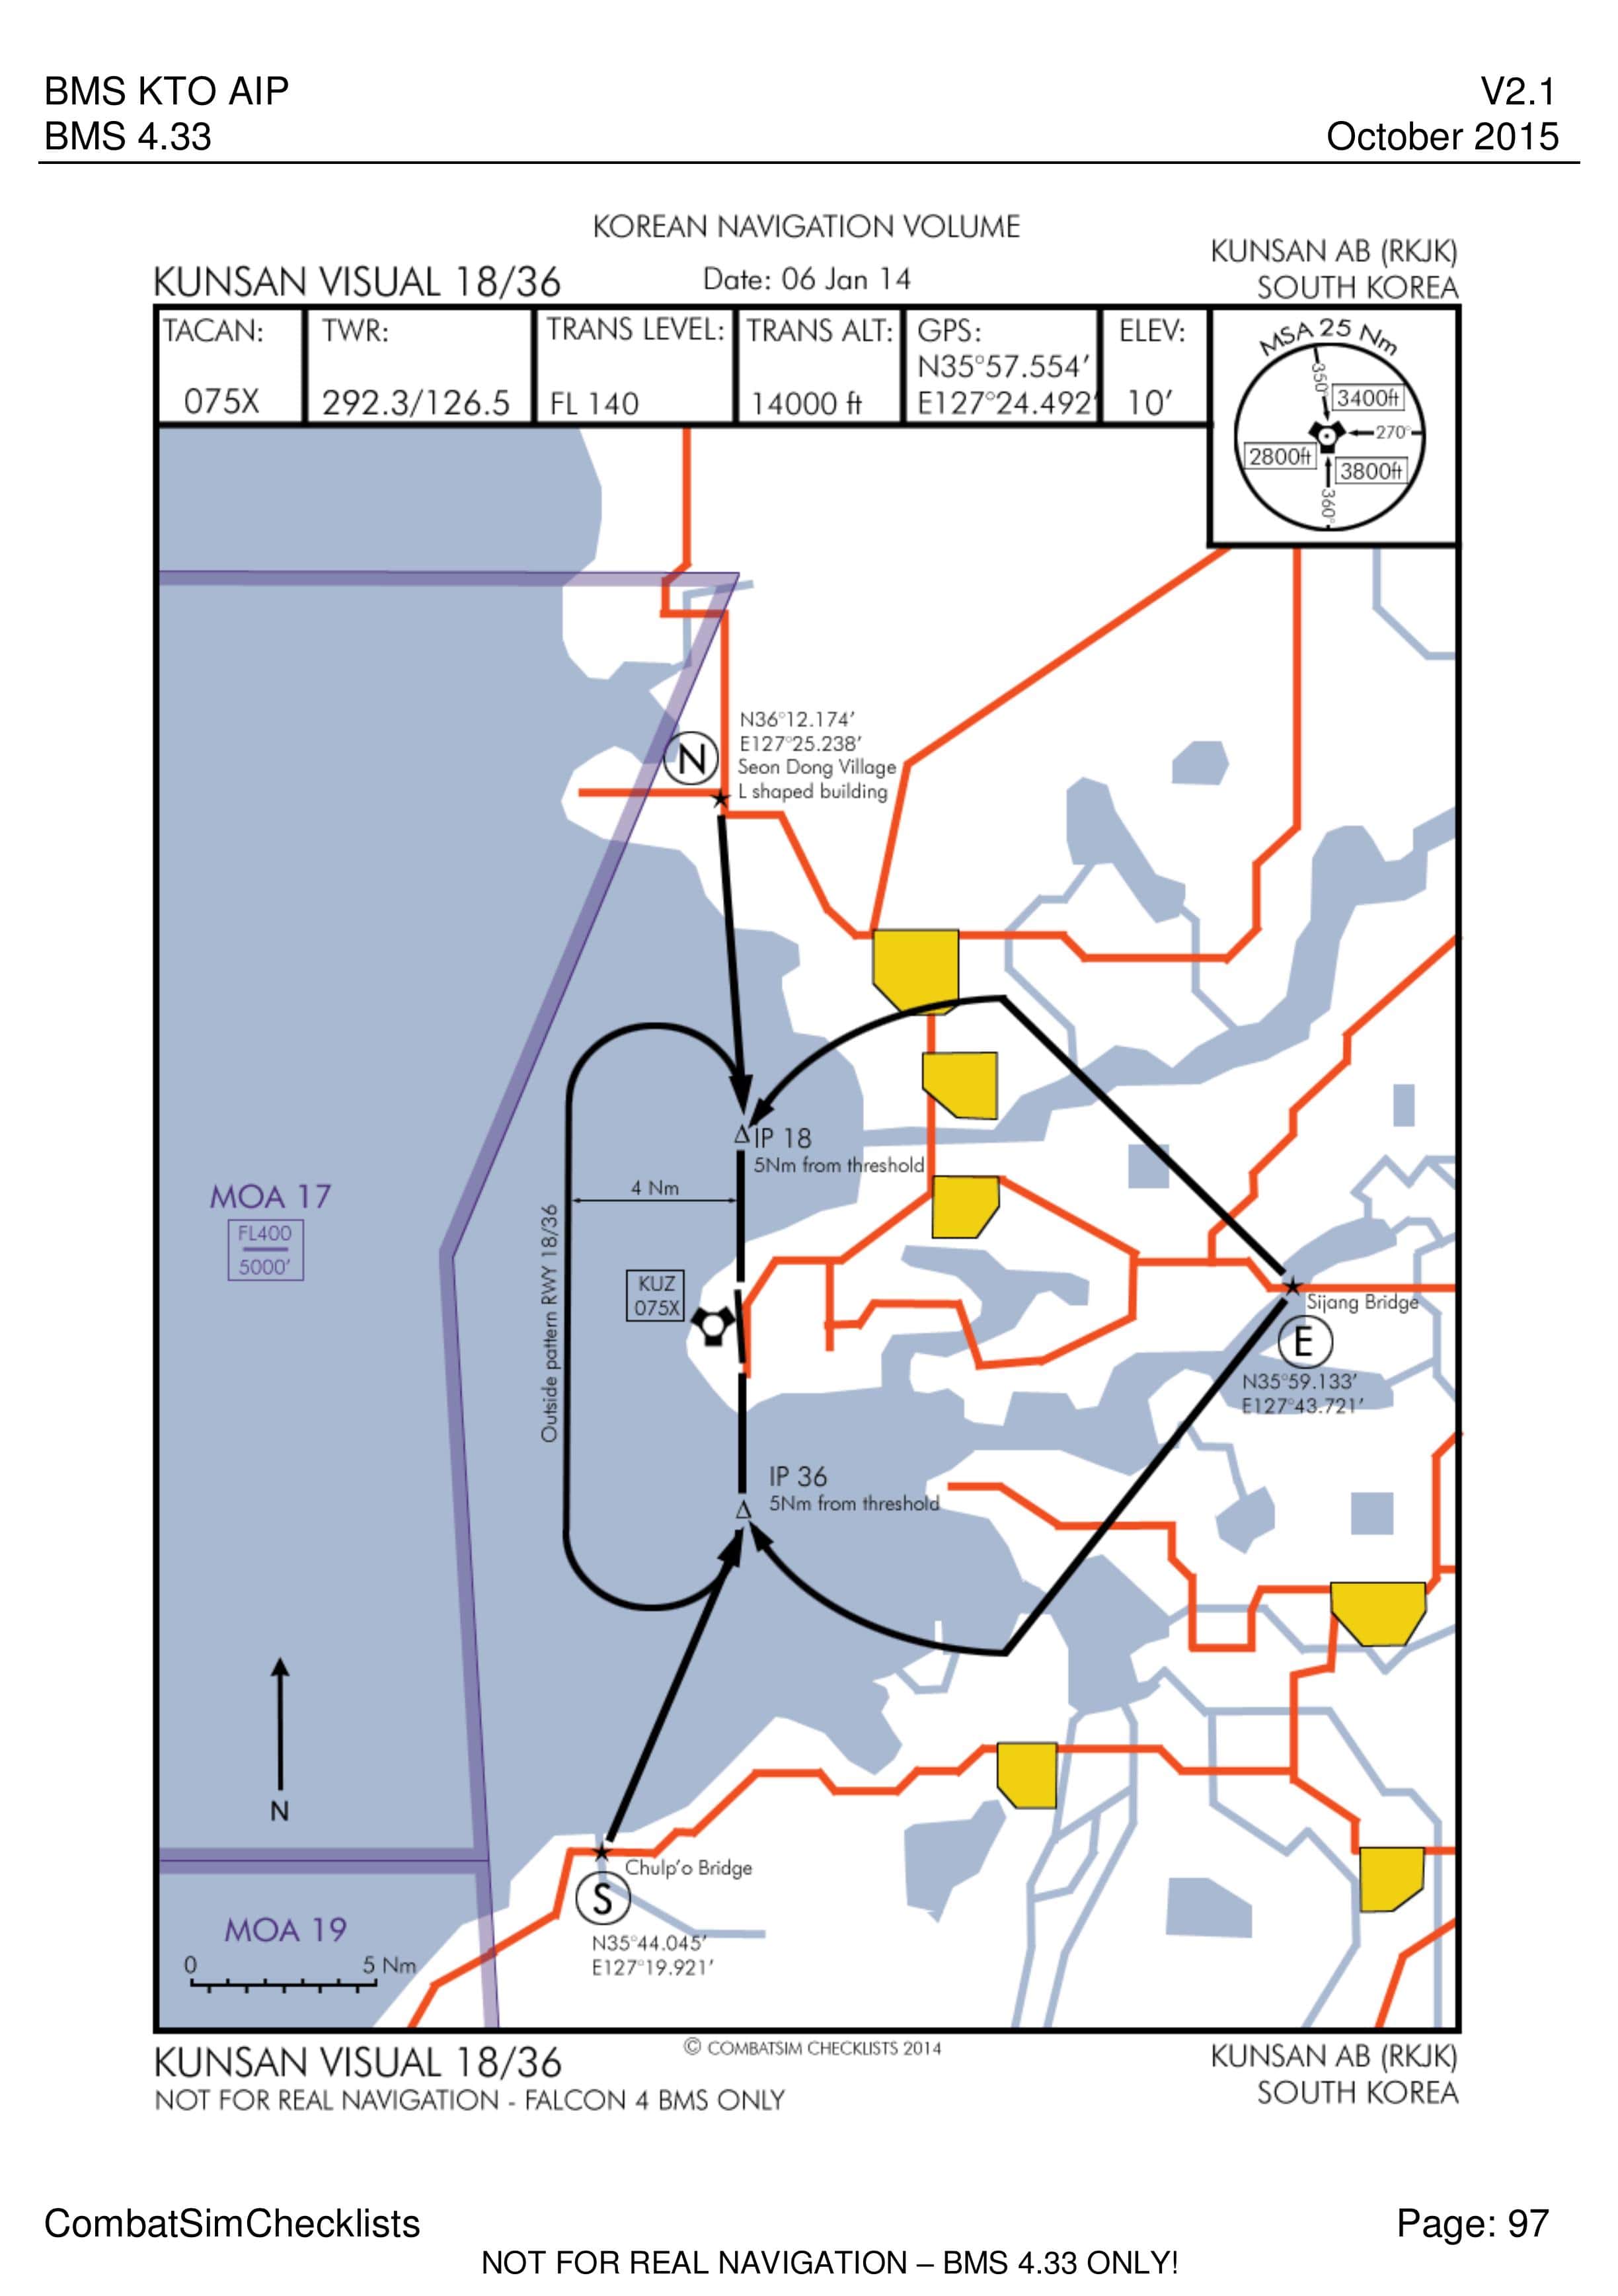 BMS KTO AIP
V2.1
BMS 4.33
October 2015
KOREAN NAVIGATION VOLUME
KUNSAN VISUAL 18/36
Date: 06 Jan 14
KUNSAN AB (RKJK)
SOUTH KOREA
TACAN:
075X
TWR:
292.3/126.5
TRANS LEVEL:
FL 140
TRANS ALT:
14000 ft
GPS:
N35°57.554’
E127°24.492’
ELEV:
10’
MSA 25 Nm
350°
3400ft
270°
2800ft
3800ft
360°
N
N36°12.174’
E127°25.238’
Seon Dong Village
L shaped building
IP 18
5Nm from threshold
4 Nm
Outside pattern RWY 18/36
MOA 17
FL400
5000’
KUZ
075X
Sijang Bridge
E
N35°59.133’
E127°43.721’
IP 36
5Nm from threshold
N
Chulp’o Bridge
S
N35°44.045’
E127°19.921’
MOA 19
0 5 Nm
KUNSAN VISUAL 18/36
© COMBATSIM CHECKLISTS 2014
KUNSAN AB (RKJK)
NOT FOR REAL NAVIGATION - FALCON 4 BMS ONLY
SOUTH KOREA
CombatSimChecklists
Page: 97
NOT FOR REAL NAVIGATION – BMS 4.33 ONLY!